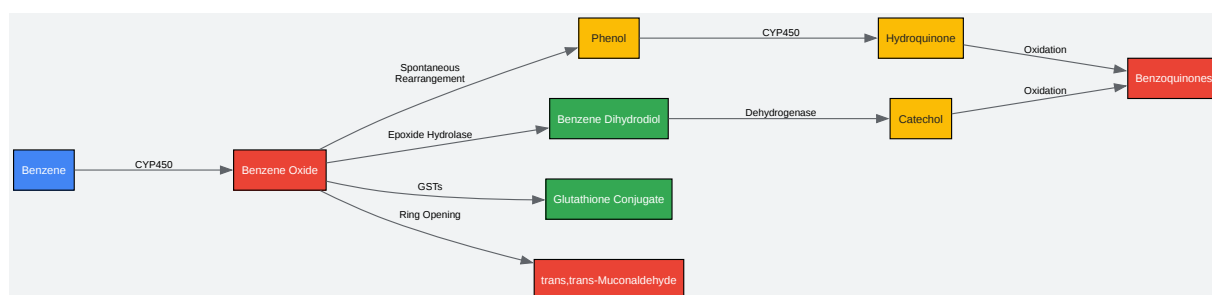 Phenol
CYP450
Hydroquinone
Oxidation
Spontaneous
Rearrangement
Benzoquinones
Oxidation
Benzene Dihydrodiol
Dehydrogenase
Catechol
Epoxide Hydrolase
Benzene
CYP450
Benzene Oxide
GSTs
Glutathione Conjugate
Ring Opening
trans,trans-Muconaldehyde